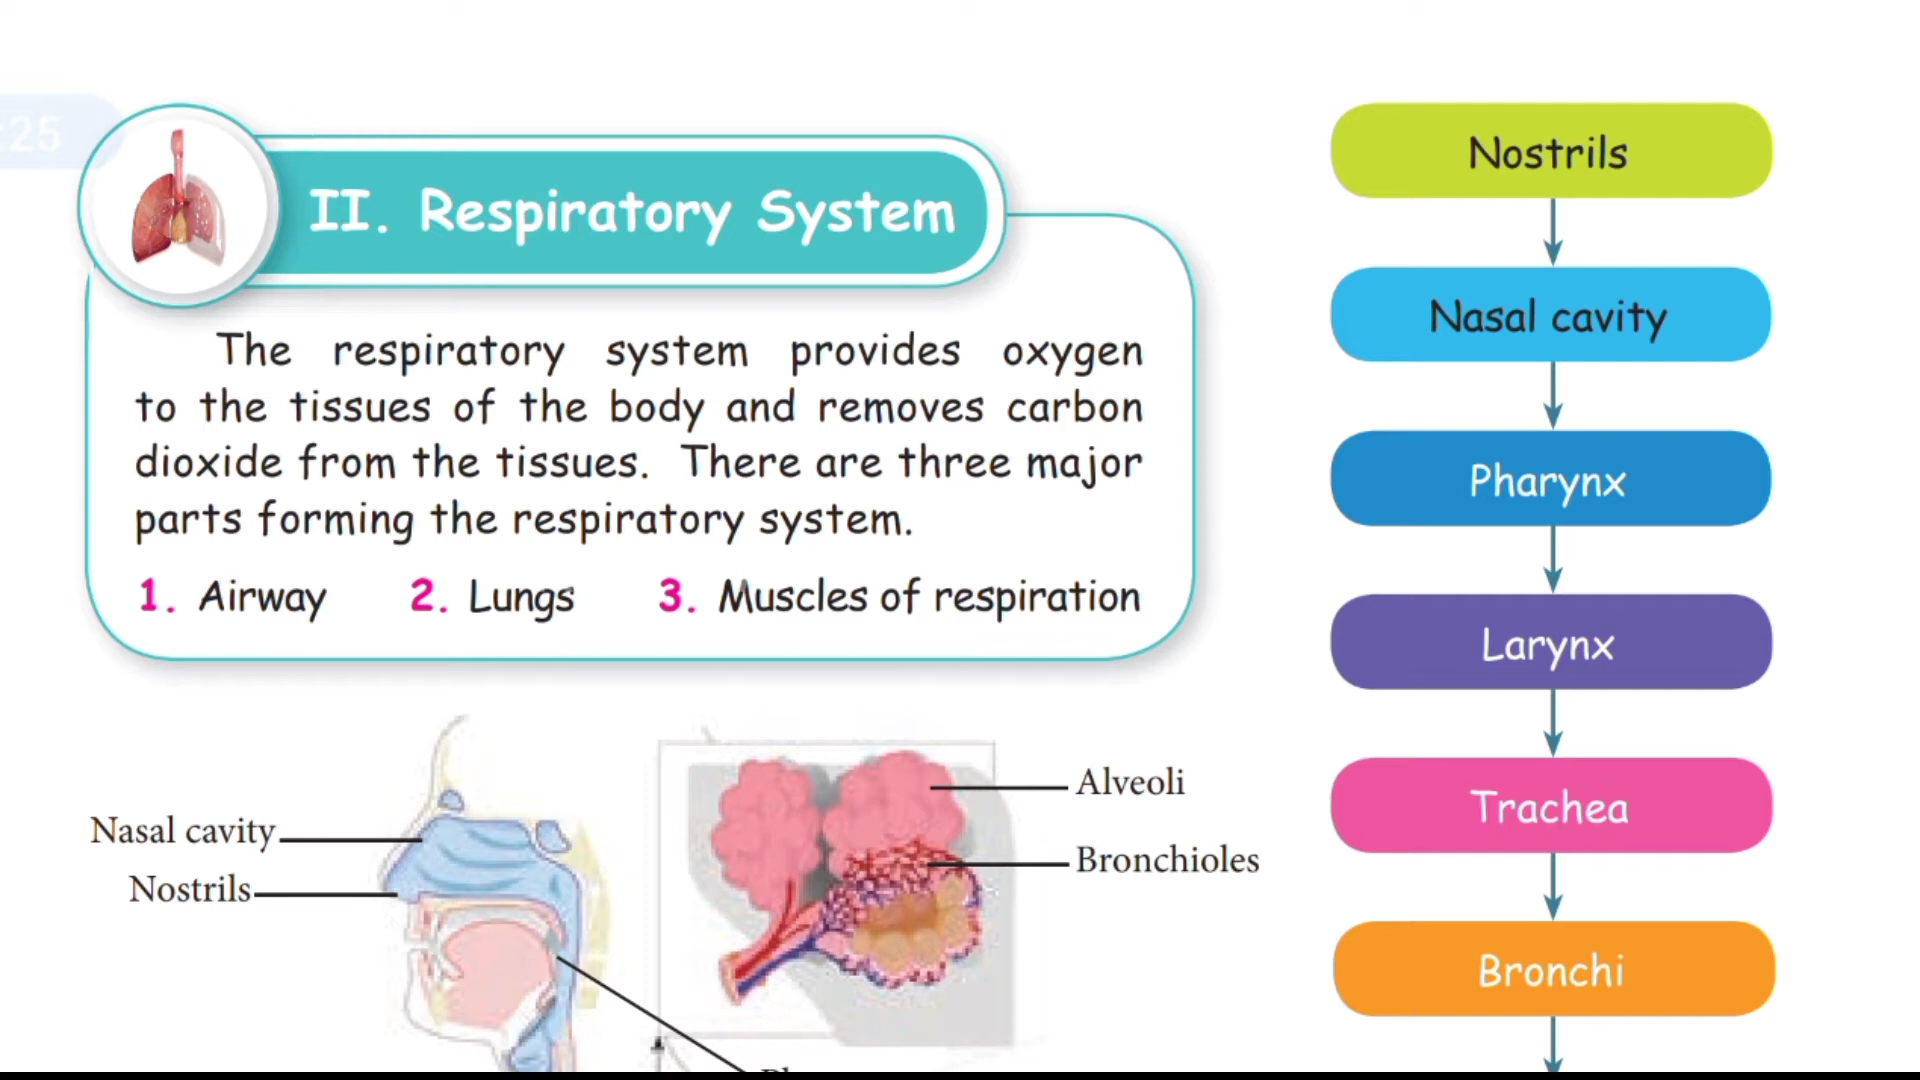 :25
II. Respiratory System
The respiratory system provides oxygen
to the tissues of the body and removes carbon
dioxide from the tissues. There are three major
parts forming the respiratory system.
1. Airway 2. Lungs 3. Muscles of respiration
Nasal cavity
Nostrils
Alveoli
Bronchioles
Nostrils
Nasal cavity
Pharynx
Larynx
Trachea
Bronchi